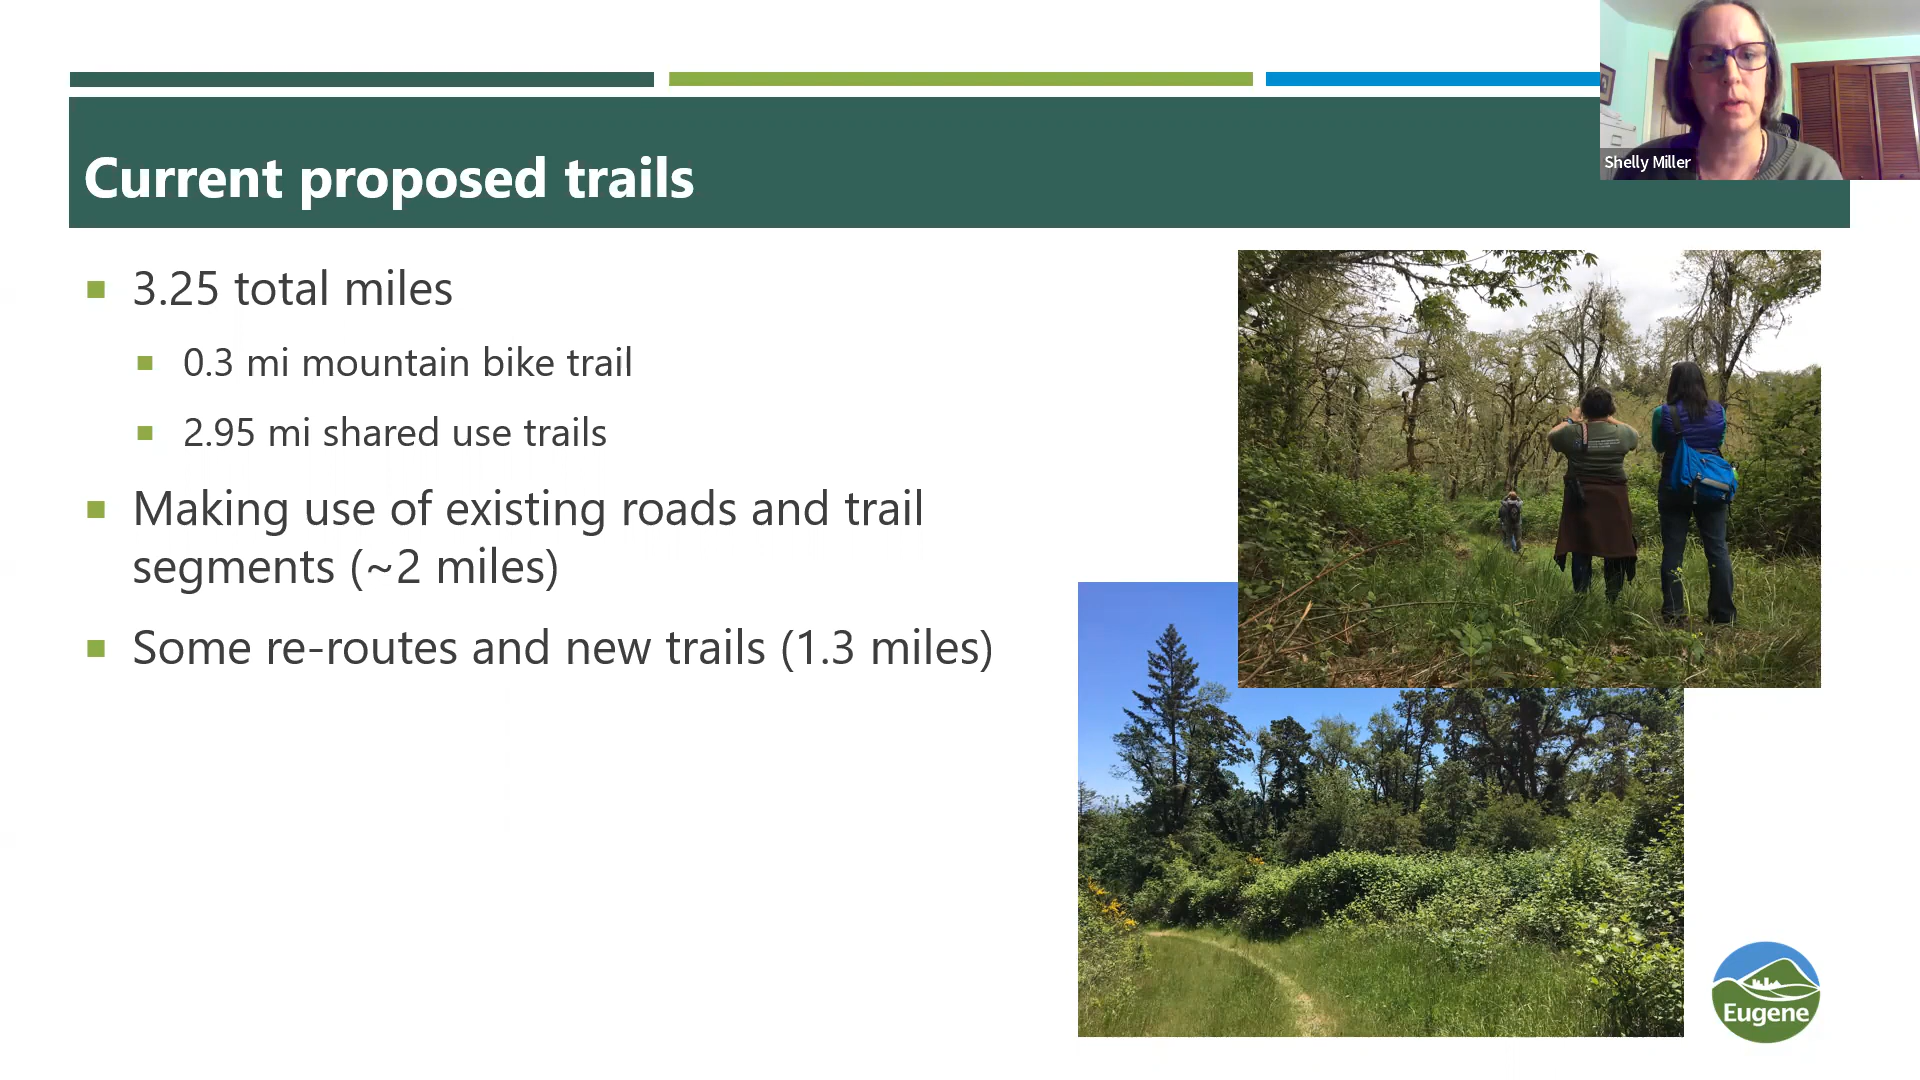 Shelly Miller
Current proposed trails
3.25 total miles
0.3 mi mountain bike trail
2.95 mi shared use trails
Making use of existing roads and trail
segments (~2 miles)
Some re-routes and new trails (1.3 miles)
Eugene